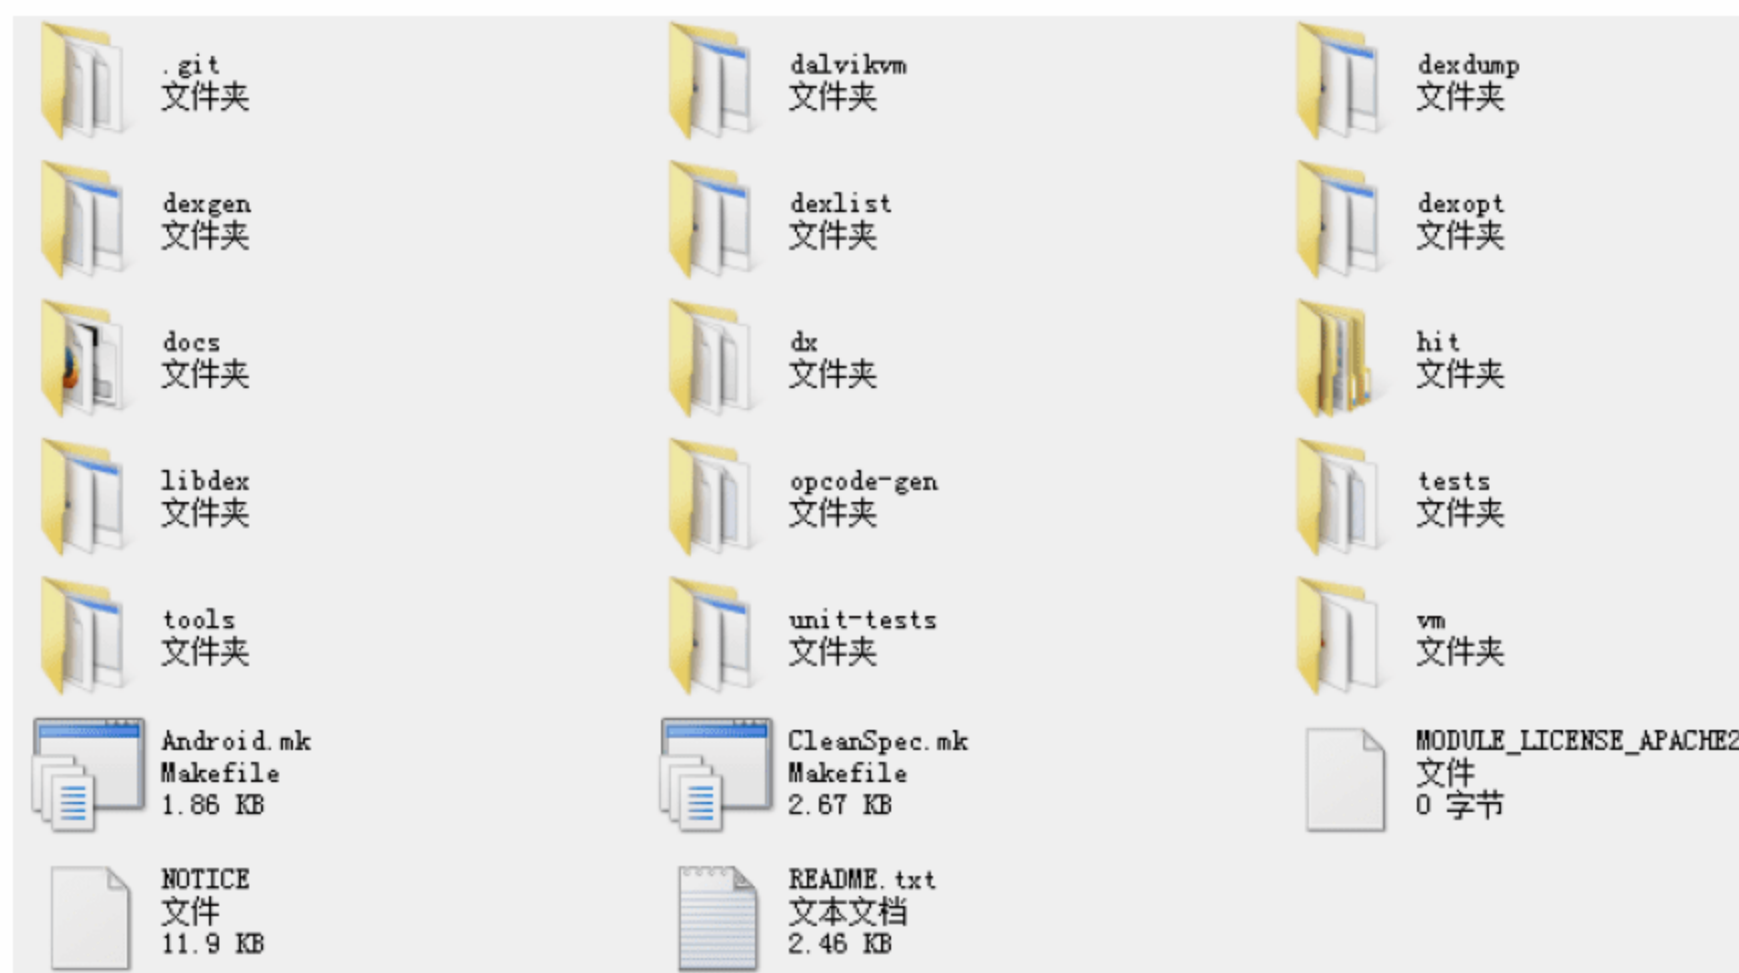 .git
文件夹
dalvikvm
文件夹
dexdump
文件夹
dexgen
文件夹
dexlist
文件夹
dexopt
文件夹
docs
文件夹
dx
文件夹
hit
文件夹
libdex
文件夹
opcode-gen
文件夹
tests
文件夹
tools
文件夹
unit-tests
文件夹
vm
文件夹
Android.mk
Makefile
1.86 KB
CleanSpec.mk
Makefile
2.67 KB
MODULE_LICENSE_APACHE2
文件
0 字节
NOTICE
文件
11.9 KB
README.txt
文本文档
2.46 KB